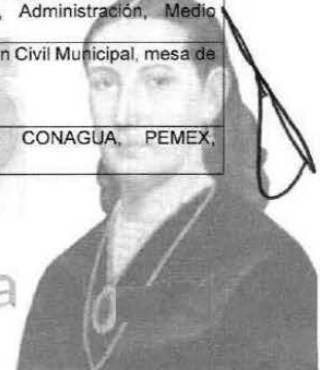 , Administración, Medio
n Civil Municipal, mesa de
CONAGUA, PEMEX,
a